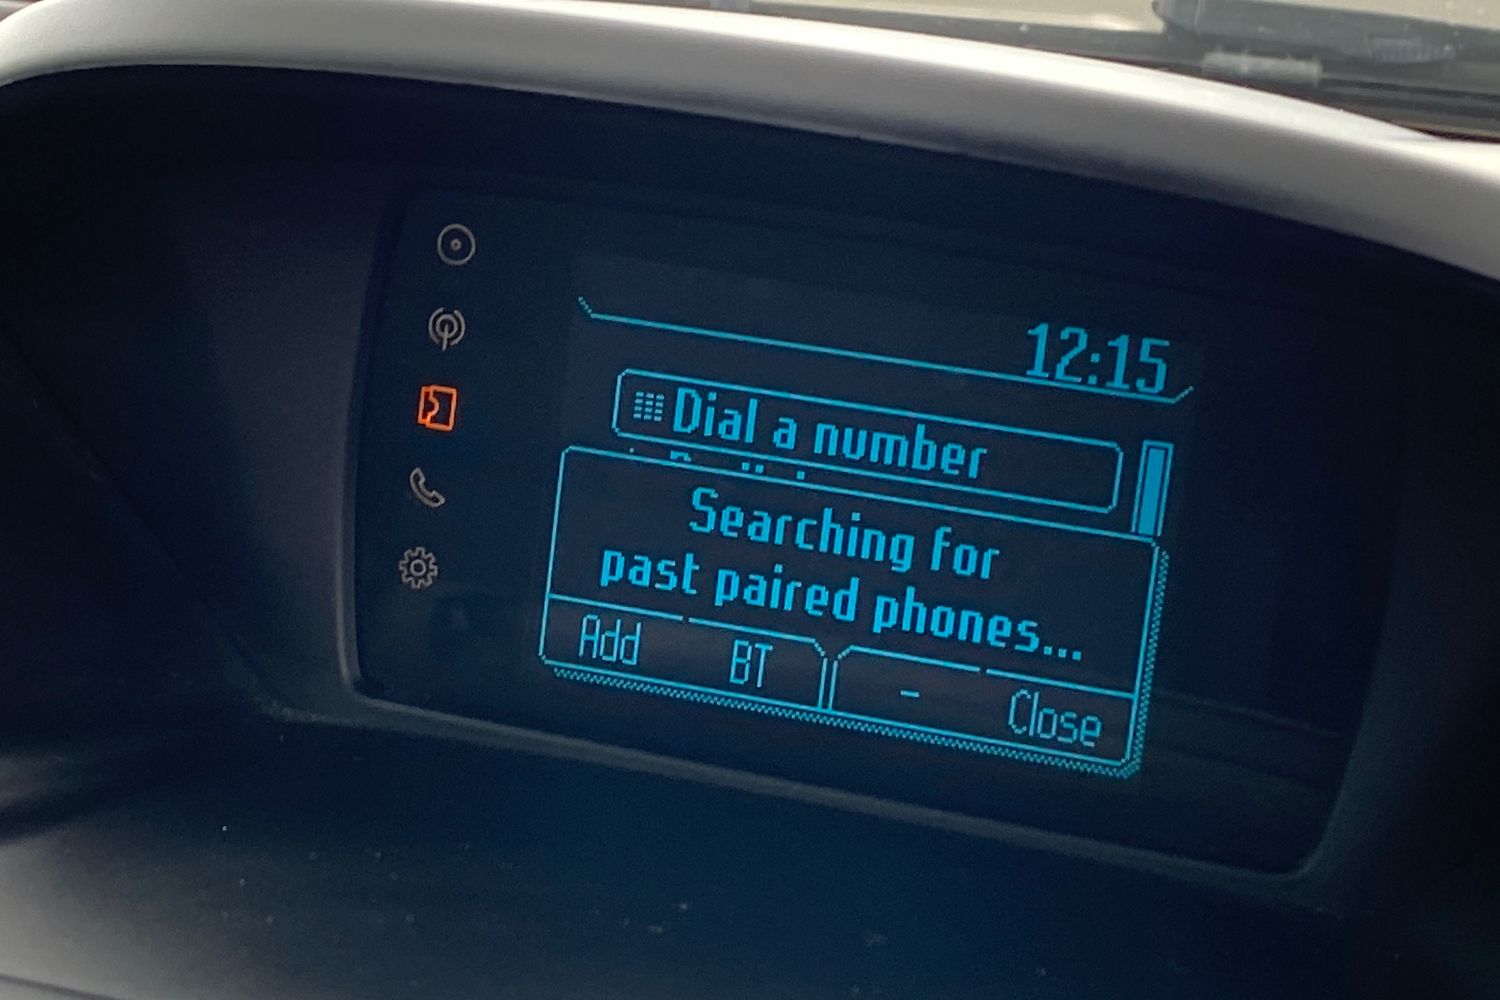 12:15
Dial a number
Searching for
past paired phones...
Add BT - Close